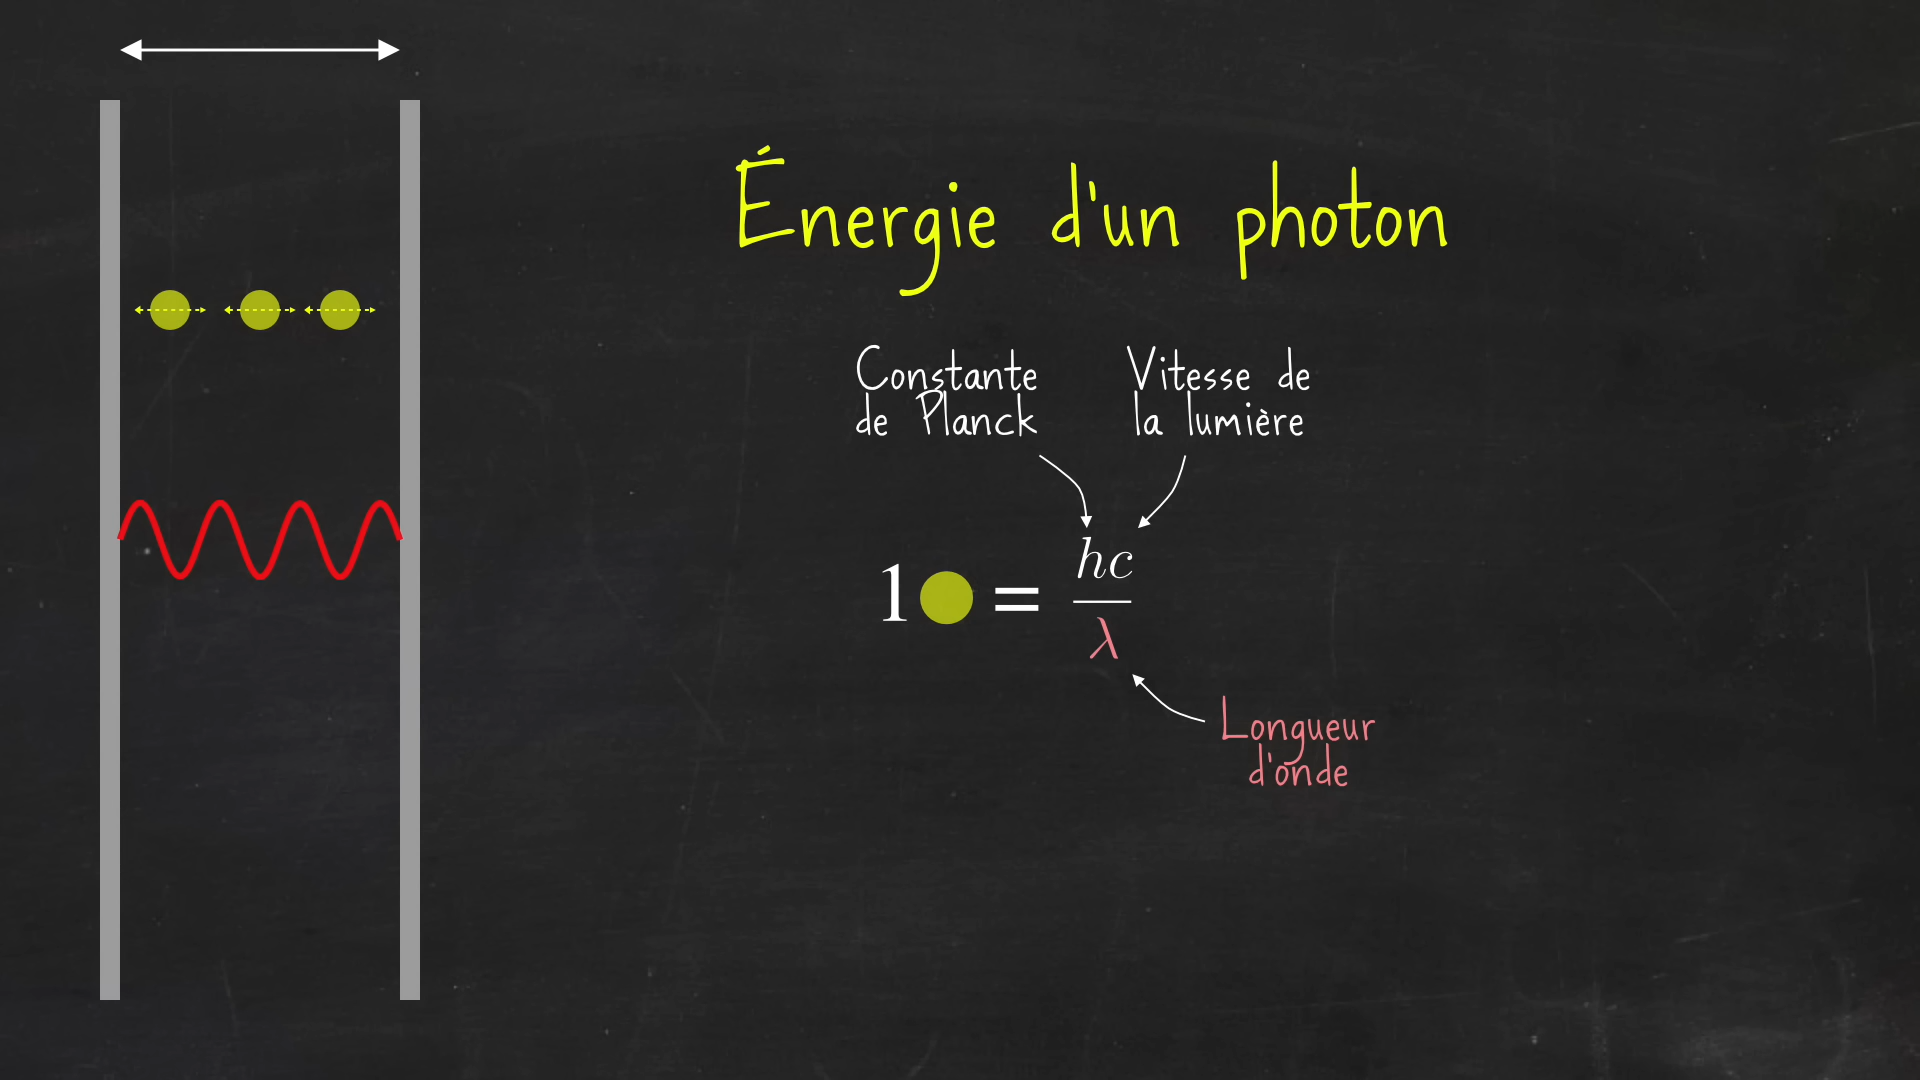 Énergie d'un photon
Constante
de Planck
Vitesse de
la lumière
1 = hc/λ
Longueur
d'onde